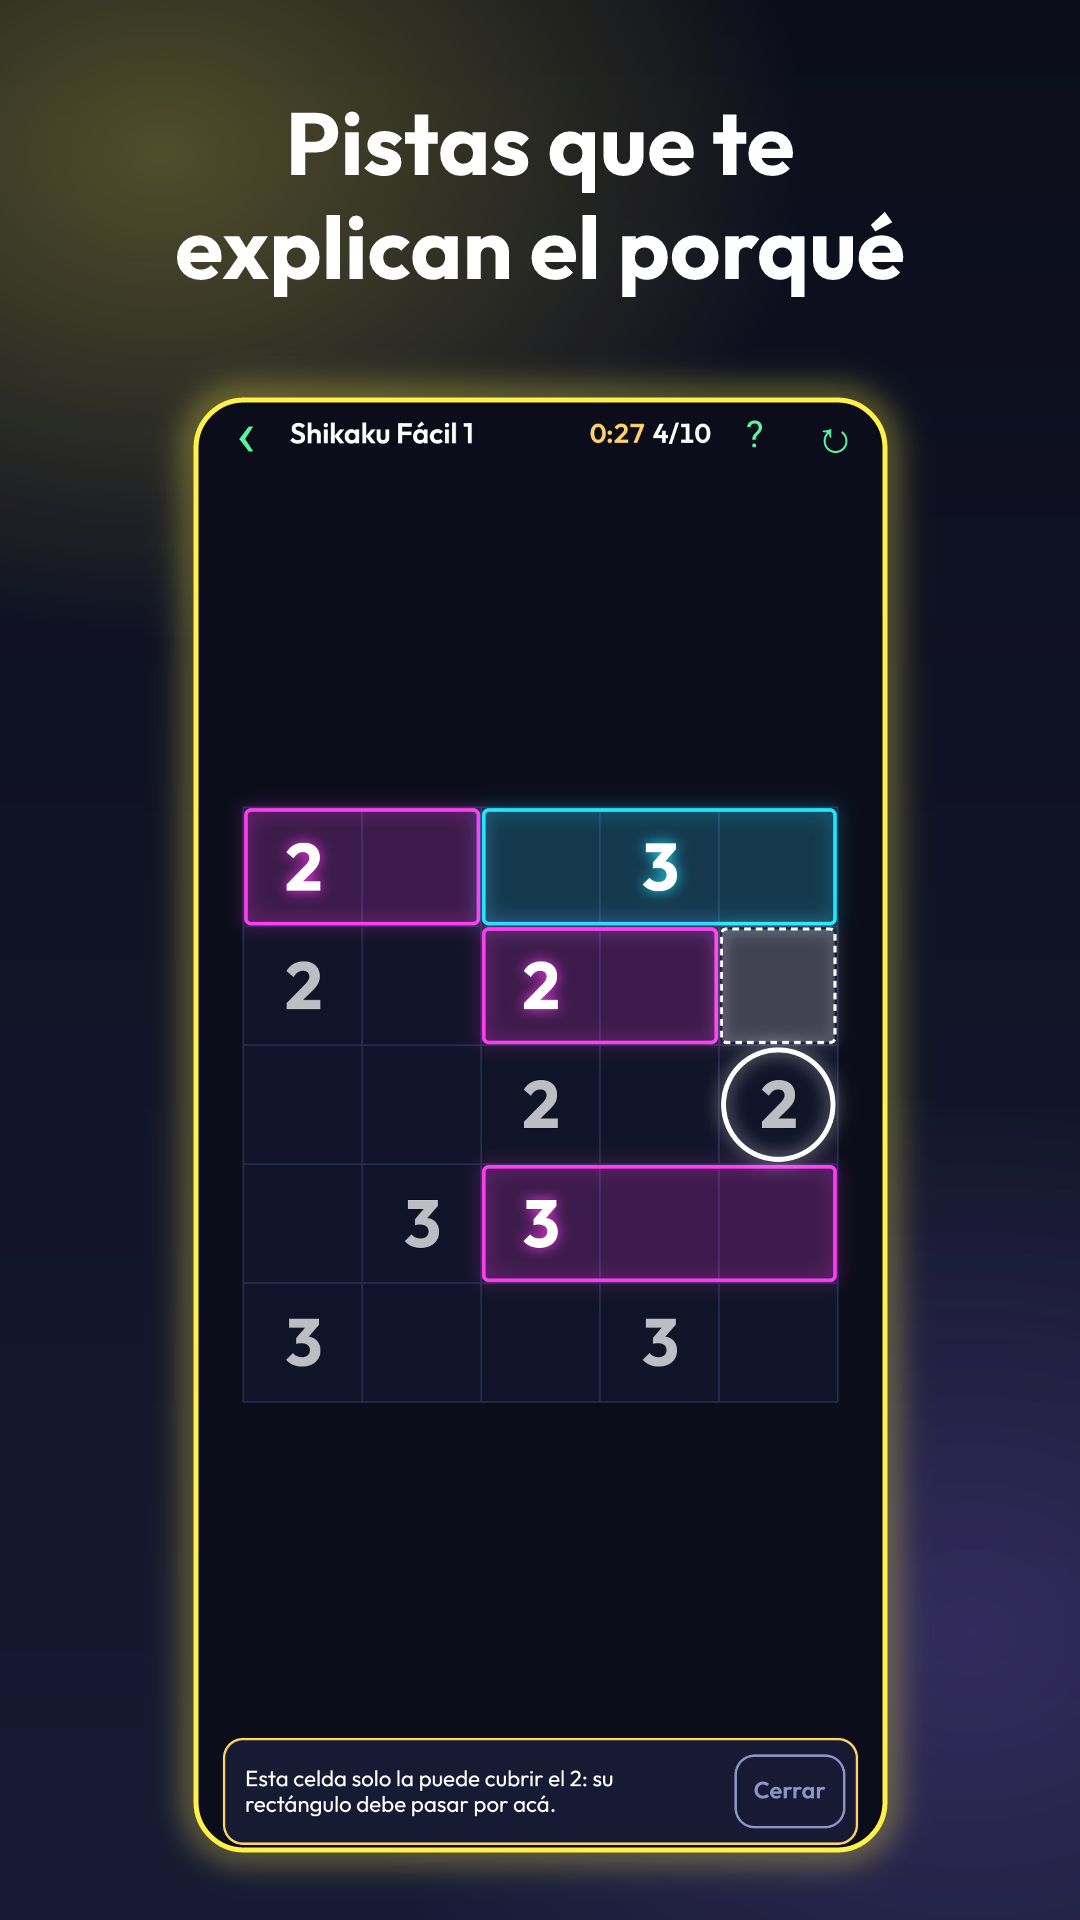 Pistas que te
explican el porqué
Shikaku Fácil 1 0:27 4/10 ?
2 3
2 2
2 2
3 3
3 3
Esta celda solo la puede cubrir el 2: su
rectángulo debe pasar por acá.
Cerrar